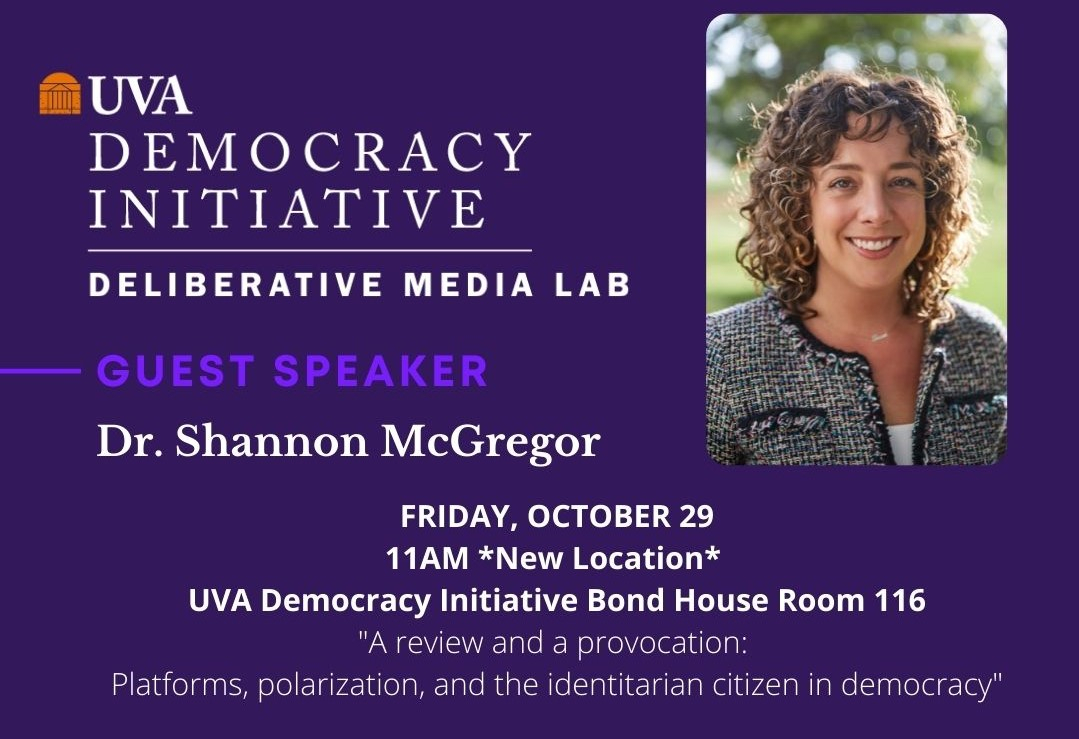 UVA
DEMOCRACY
INITIATIVE
DELIBERATIVE MEDIA LAB
GUEST SPEAKER
Dr. Shannon McGregor
FRIDAY, OCTOBER 29
11AM *New Location*
UVA Democracy Initiative Bond House Room 116
"A review and a provocation:
Platforms, polarization, and the identitarian citizen in democracy"